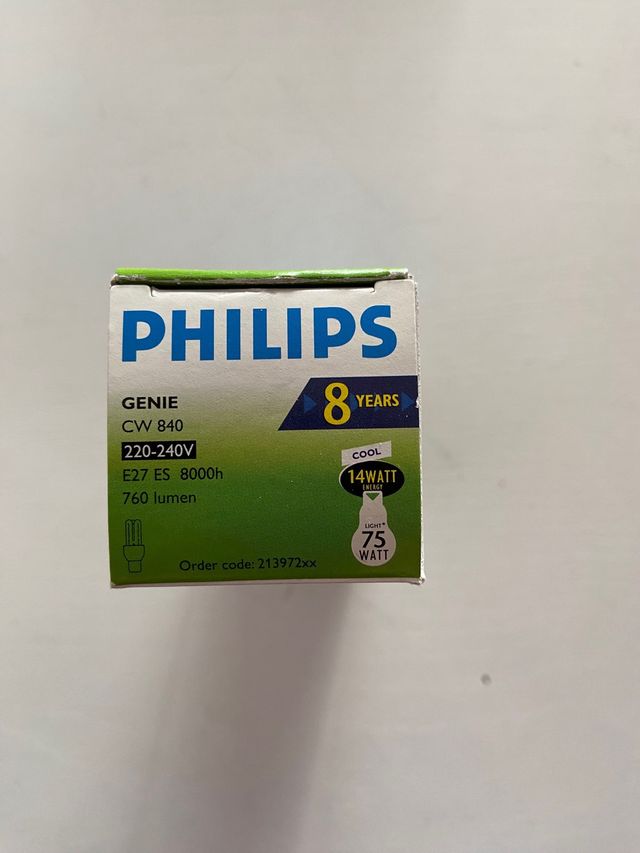 PHILIPS
GENIE
CW 840
220-240V
E27 ES 8000h
760 lumen
8 YEARS
COOL
14WATT
ENERGY
LIGHT+
75
WATT
Order code: 213972xx